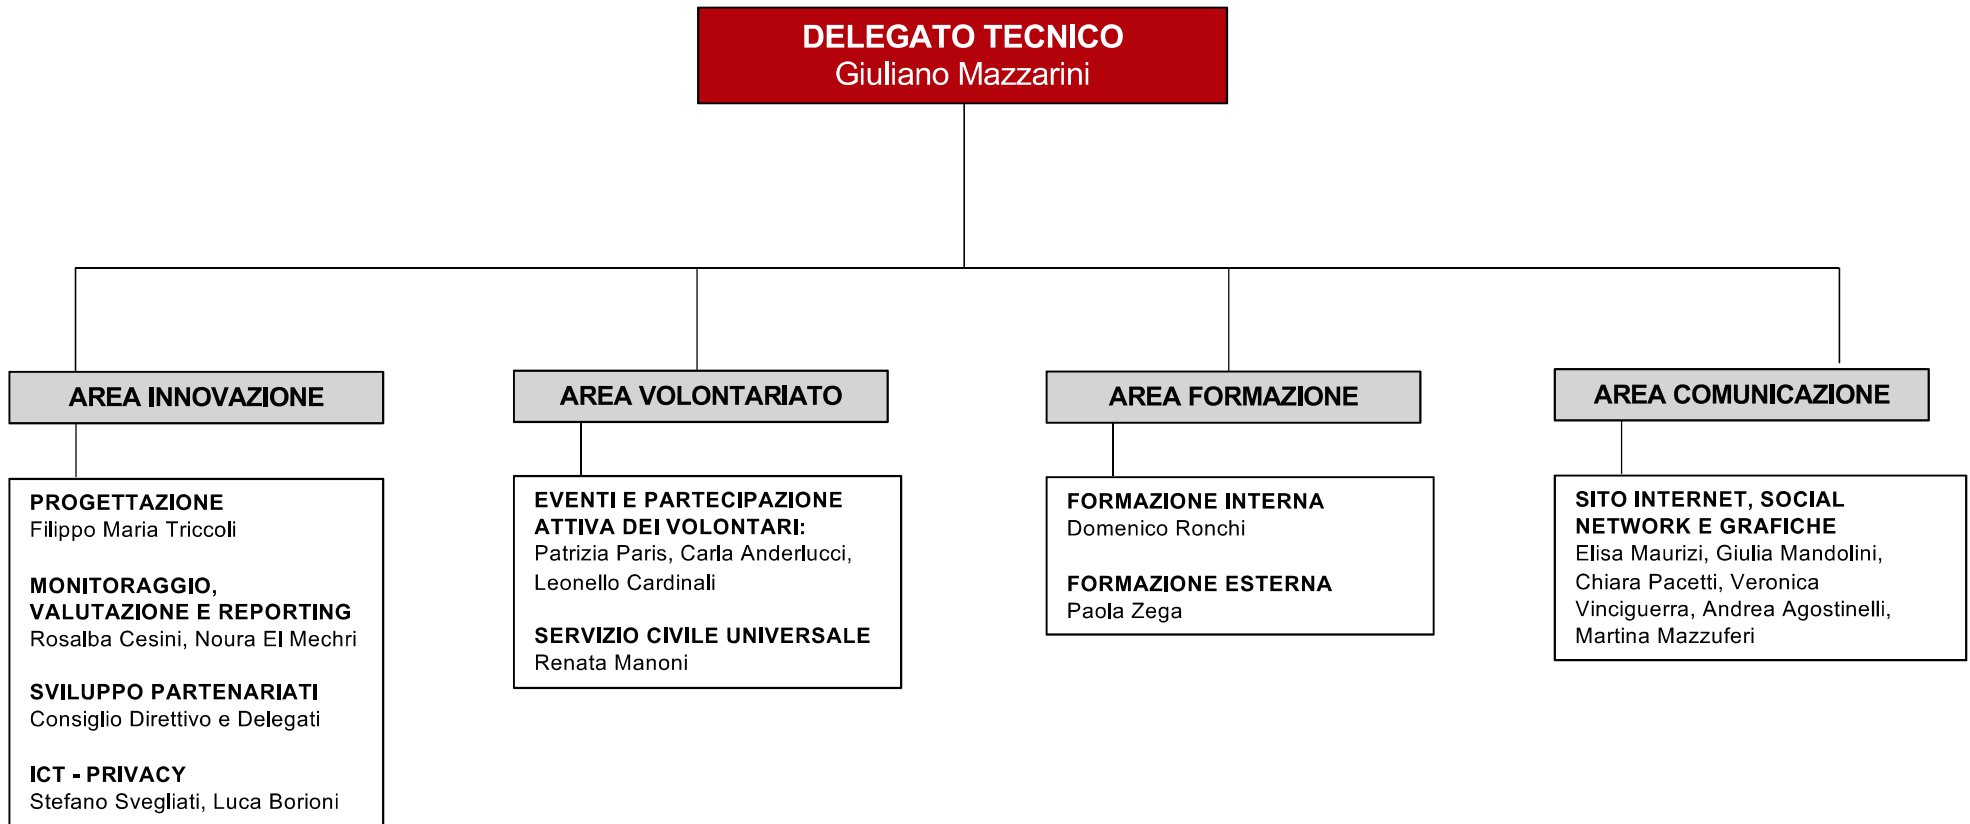 DELEGATO TECNICO
Giuliano Mazzarini
AREA INNOVAZIONE
PROGETTAZIONE
Filippo Maria Triccoli
MONITORAGGIO,
VALUTAZIONE E REPORTING
Rosalba Cesini, Noura El Mechri
SVILUPPO PARTENARIATI
Consiglio Direttivo e Delegati
ICT - PRIVACY
Stefano Svegliati, Luca Borioni
AREA VOLONTARIATO
EVENTI E PARTECIPAZIONE
ATTIVA DEI VOLONTARI:
Patrizia Paris, Carla Anderlucci,
Leonello Cardinali
SERVIZIO CIVILE UNIVERSALE
Renata Manoni
AREA FORMAZIONE
FORMAZIONE INTERNA
Domenico Ronchi
FORMAZIONE ESTERNA
Paola Zega
AREA COMUNICAZIONE
SITO INTERNET, SOCIAL
NETWORK E GRAFICHE
Elisa Maurizi, Giulia Mandolini,
Chiara Pacetti, Veronica
Vinciguerra, Andrea Agostinelli,
Martina Mazzuferi